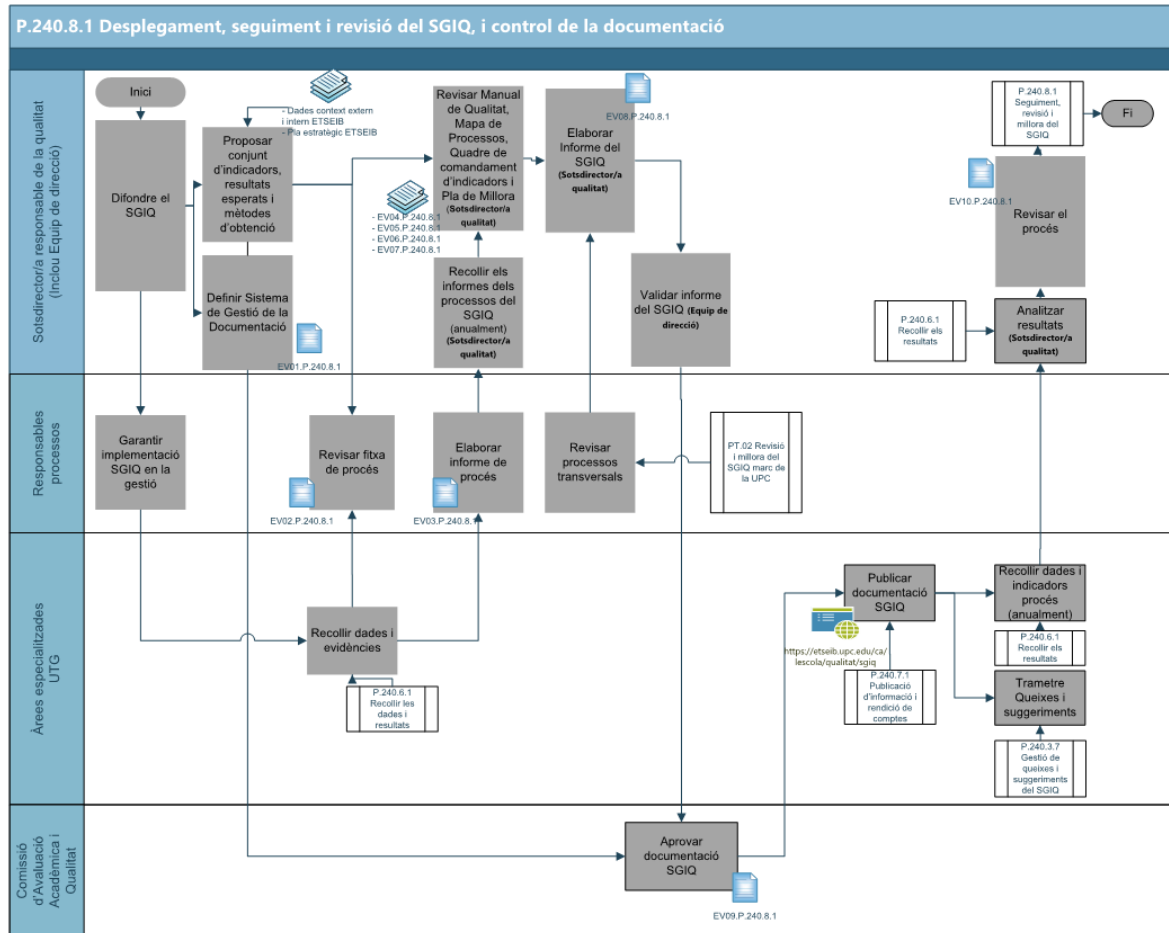 P.240.8.1 Desplegament, seguiment i revisió del SGIQ, i control de la documentació
Sotsdirector/a responsable de la qualitat
(Inclou Equip de direcció)
Inici
Difondre el
SGIQ
- Dades context extern
i intern ETSEIB
- Pla estratègic ETSEIB
Proposar
conjunt
d'indicadors,
resultats
esperats i
mètodes
d'obtenció
Definir Sistema
de Gestió de la
Documentació
EV01.P.240.8.1
Revisar Manual
de Qualitat,
Mapa de
Processos,
Quadre de
comandament
d'indicadors i
Pla de Millora
(Sotsdirector/a
qualitat)
- EV04.P.240.8.1
- EV05.P.240.8.1
- EV06.P.240.8.1
- EV07.P.240.8.1
Recollir els
informes dels
processos del
SGIQ
(anualment)
(Sotsdirector/a
qualitat)
Elaborar
Informe del
SGIQ
(Sotsdirector/a
qualitat)
EV08.P.240.8.1
Validar informe
del SGIQ (Equip de
direcció)
P.240.8.1
Seguiment,
revisió i
millora del
SGIQ
Fi
EV10.P.240.8.1
Revisar el
procés
P.240.6.1
Recollir els
resultats
Analitzar
resultats
(Sotsdirector/a
qualitat)
Responsables
processos
Garantir
implementació
SGIQ en la
gestió
Revisar fitxa
de procés
EV02.P.240.8.1
Elaborar
informe de
procés
EV03.P.240.8.1
Revisar
processos
transversals
PT.02 Revisió
i millora del
SGIQ marc de
la UPC
Àrees especialitzades
UTG
Recollir dades i
evidències
P.240.6.1
Recollir les
dades i
resultats
Publicar
documentació
SGIQ
https://etseib.upc.edu/ca/
lescola/qualitat/sgiq
P.240.7.1
Publicació
d'informació i
rendició de
comptes
Recollir dades i
indicadors
procés
(anualment)
P.240.6.1
Recollir els
resultats
Trametre
Queixes i
suggeriments
P.240.3.7
Gestió de
queixes i
suggeriments
del SGIQ
Comissió
d'Avaluació
Acadèmica i
Qualitat
Aprovar
documentació
SGIQ
EV09.P.240.8.1